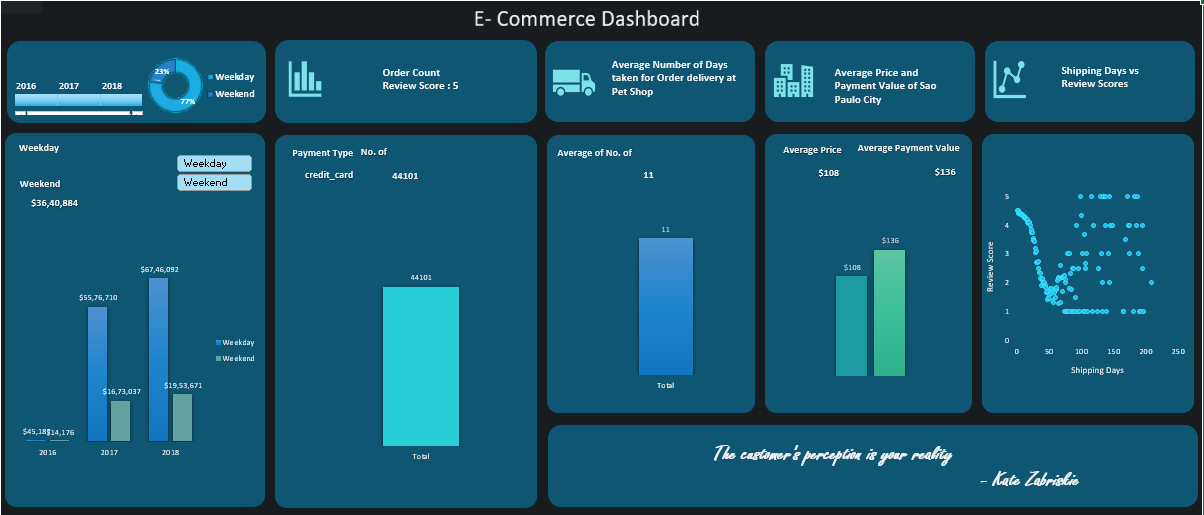 E- Commerce Dashboard
2016 2017 2018
23%
77%
Weekday
Weekend
Order Count
Review Score : 5
Average Number of Days
taken for Order delivery at
Pet Shop
Average Price and
Payment Value of Sao
Paulo City
Shipping Days vs
Review Scores
Weekday
Weekday
Weekend
Weekend
$36,40,884
$67,46,092
$55,76,710
$16,73,037
$19,53,671
$14,176
Weekday
Weekend
2016 2017 2018
Payment Type No. of
credit_card 44101
44101
Total
Average of No. of
11
11
Total
Average Price Average Payment Value
$108 $136
$136
$108
Review Score
5
4
3
2
1
0
0 50 100 150 200 250
Shipping Days
The customer's perception is your reality
- Kate Zabriskie